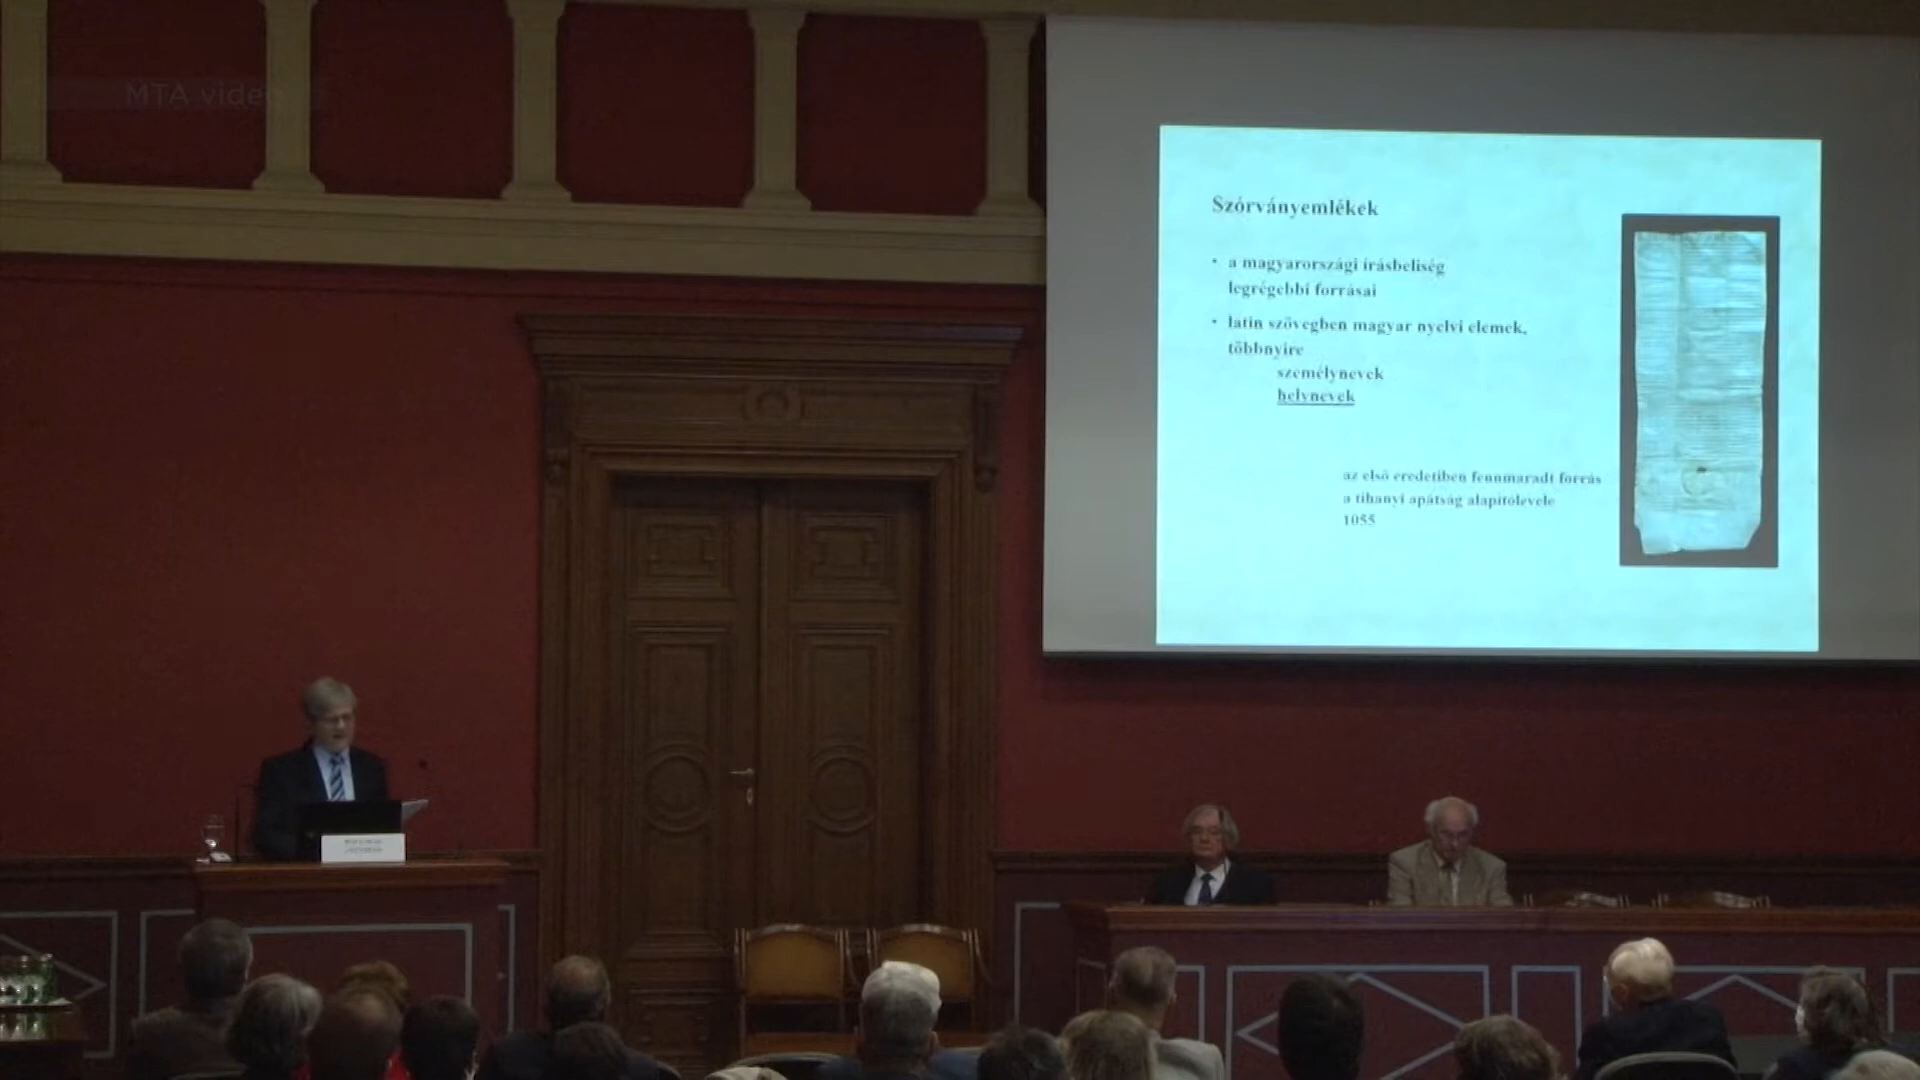 MTA video
Szórványemlékek
• a magyarországi írásbeliség
legrégebbi forrásai
• latin szövegben magyar nyelvi elemek,
többnyire
személynevek
helynevek
az első eredetiben fennmaradt forrás
a tihanyi apátság alapítólevele
1055